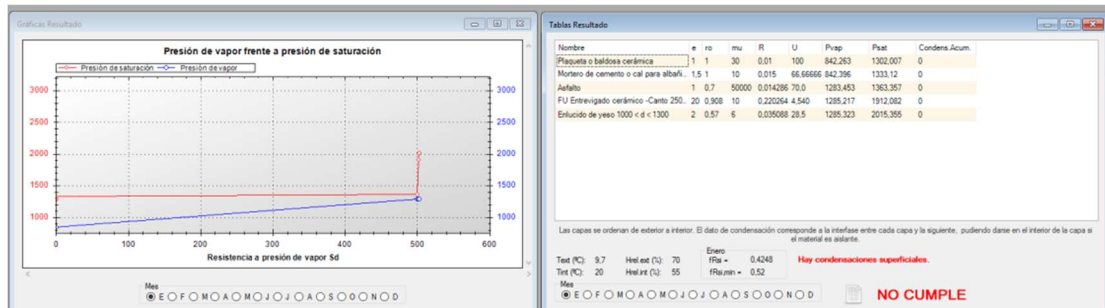 Gráficas Resultado
Presión de vapor frente a presión de saturación
Presión de saturación Presión de vapor
3000 3000
2500 2500
2000 2000
1500 1500
1000 1000
0 100 200 300 400 500 600
Resistencia a presión de vapor Sd
Mes
E F M A M J J A S O N D
Tablas Resultado
Nombre e ro mu R U Pvap Psat Condens.Acum.
Plaqueta o baldosa cerámica 1 1 30 0,01 100 842,263 1302,007 0
Mortero de cemento o cal para albañi... 1,5 1 10 0,015 66,66666 842,396 1333,12 0
Asfalto 1 0,7 50000 0,014286 70,0 1283,453 1363,357 0
FU Entrevigado cerámico -Canto 250... 20 0,908 10 0,220264 4,540 1285,217 1912,082 0
Enlucido de yeso 1000 < d < 1300 2 0,57 6 0,035088 28,5 1285,323 2015,355 0
Las capas se ordenan de exterior a interior. El dato de condensación corresponde a la interfase entre cada capa y la siguiente, pudiendo darse en el interior de la capa si
el material es aislante.
Enero
Text (ºC): 9,7 Hrel.ext (%): 70 fRsi = 0,4248 Hay condensaciones superficiales.
Tint (ºC): 20 Hrel.int (%): 55 fRsi,min = 0,52
Mes
E F M A M J J A S O N D
NO CUMPLE